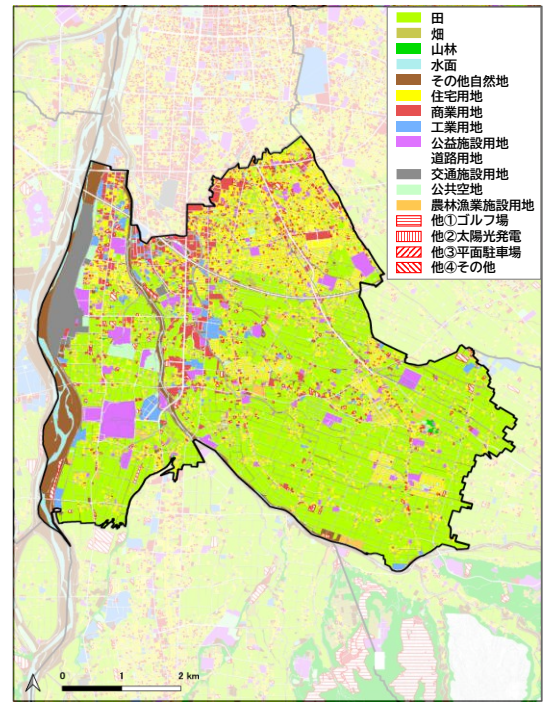 田
畑
山林
水面
その他自然地
住宅用地
商業用地
工業用地
公益施設用地
道路用地
交通施設用地
公共空地
農林漁業施設用地
他①ゴルフ場
他②太陽光発電
他③平面駐車場
他④その他
0 1 2 km